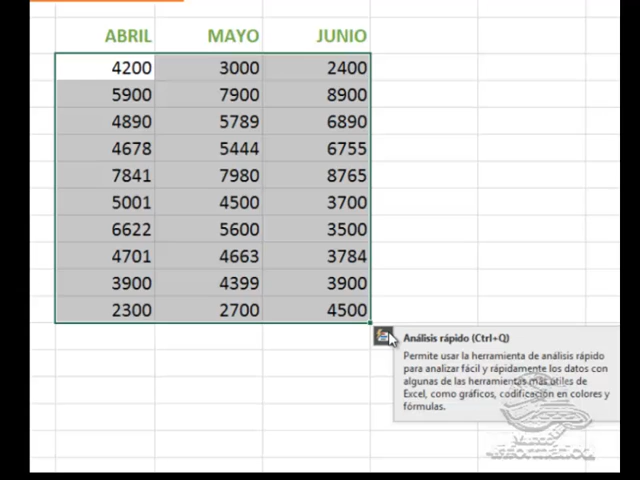 ABRIL MAYO JUNIO
4200 3000 2400
5900 7900 8900
4890 5789 6890
4678 5444 6755
7841 7980 8765
5001 4500 3700
6622 5600 3500
4701 4663 3784
3900 4399 3900
2300 2700 4500
Análisis rápido (Ctrl+Q)
Permite usar la herramienta de análisis rápido
para analizar fácil y rápidamente los datos con
algunas de las herramientas más útiles de
Excel, como gráficos, codificación en colores y
fórmulas.